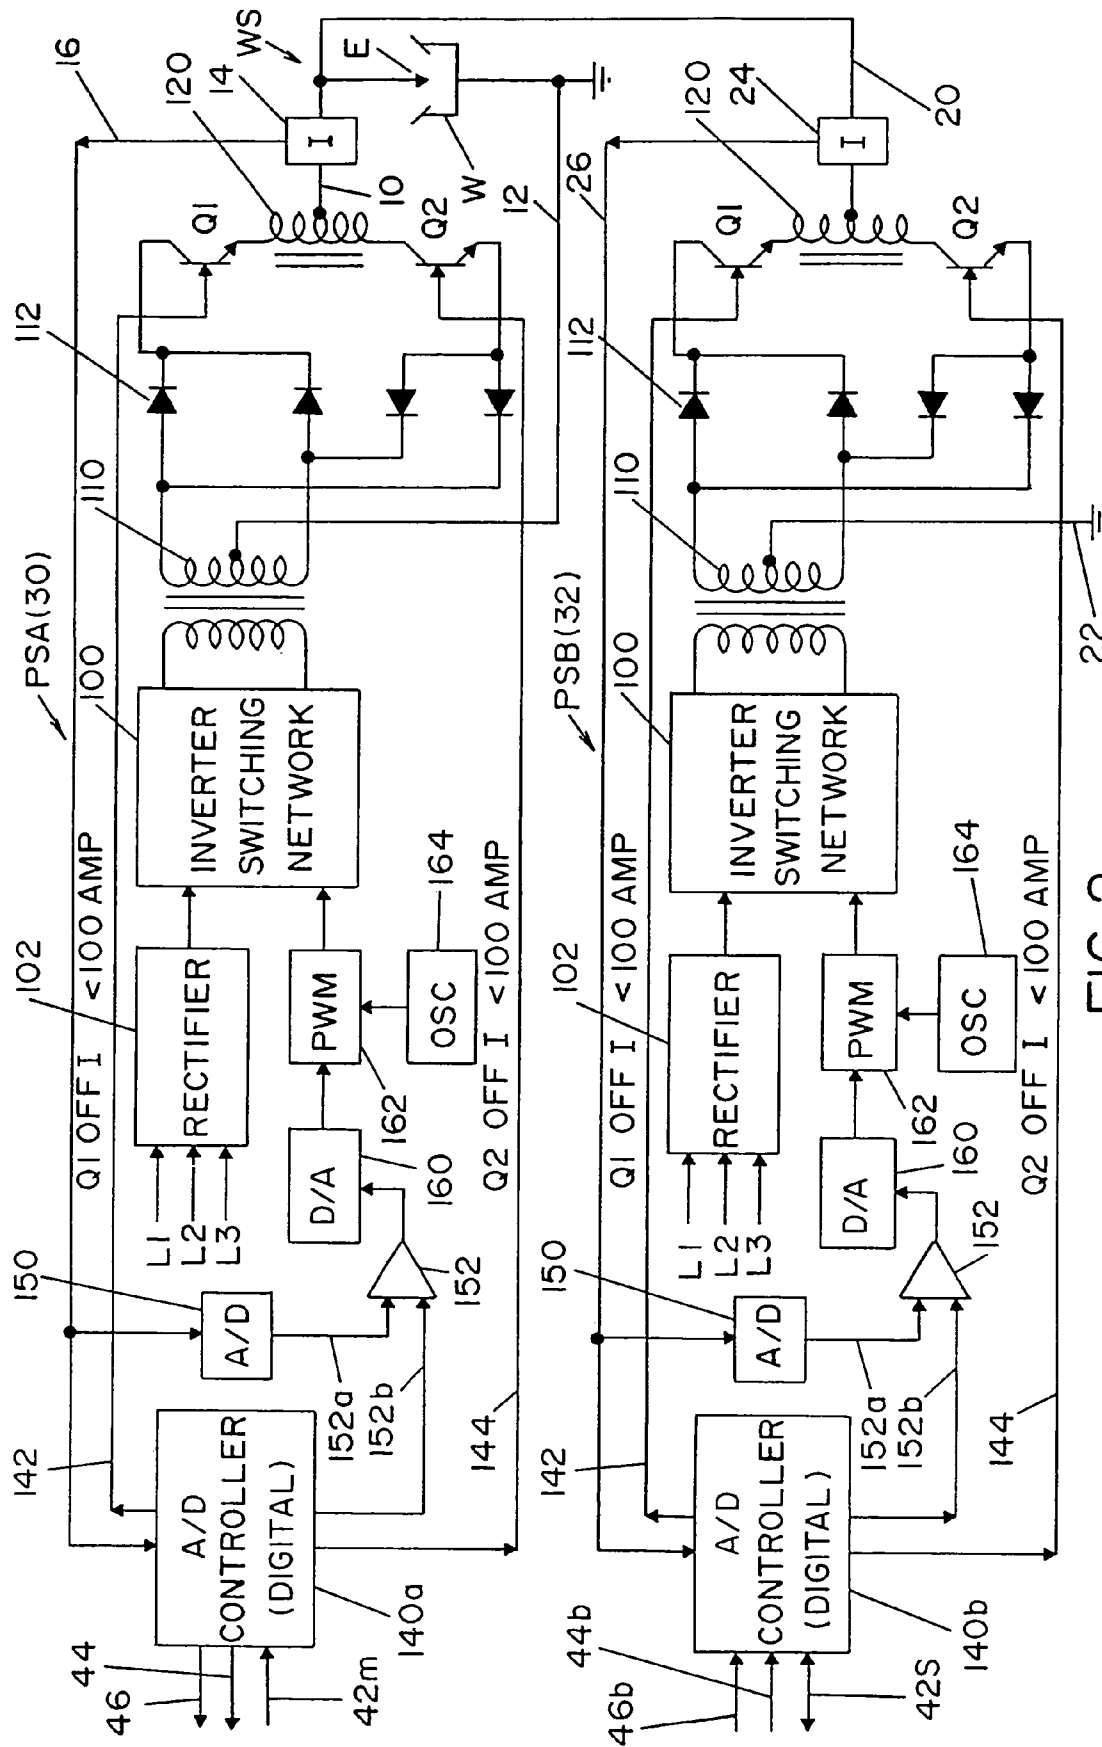 PSA(30)
16
WS
14
120
E
Q1
10
Q2
W
12
112
110
100
INVERTER
SWITCHING
NETWORK
Q1 OFF I <100 AMP
102
RECTIFIER
L1
L2
L3
PWM
162
OSC
164
D/A
160
Q2 OFF I <100 AMP
150
A/D
152
152a
152b
142
144
A/D
CONTROLLER
(DIGITAL)
140a
46
44
42m
I
PSB(32)
26
120
24
20
Q1
Q2
I
112
110
22
100
INVERTER
SWITCHING
NETWORK
Q1 OFF I <100 AMP
102
RECTIFIER
L1
L2
L3
PWM
162
OSC
164
D/A
160
Q2 OFF I <100 AMP
150
A/D
152
152a
152b
142
144
A/D
CONTROLLER
(DIGITAL)
140b
46b
44b
42S